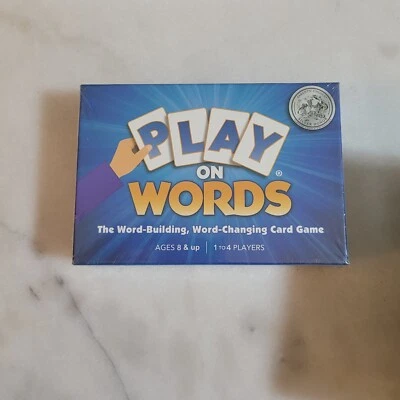 PLAY
ON
WORDS®
The Word-Building, Word-Changing Card Game
AGES 8 & up | 1 TO 4 PLAYERS